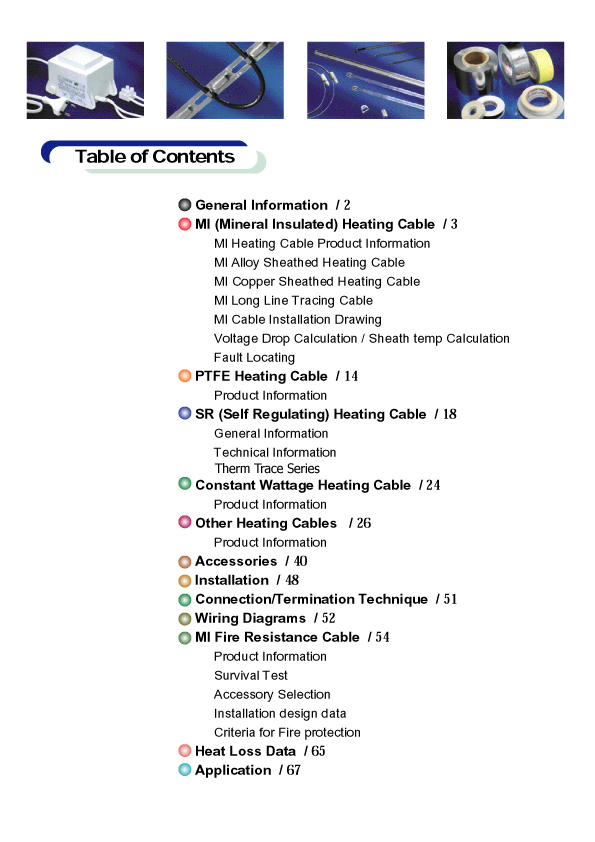 Table of Contents
General Information / 2
MI (Mineral Insulated) Heating Cable / 3
MI Heating Cable Product Information
MI Alloy Sheathed Heating Cable
MI Copper Sheathed Heating Cable
MI Long Line Tracing Cable
MI Cable Installation Drawing
Voltage Drop Calculation / Sheath temp Calculation
Fault Locating
PTFE Heating Cable / 14
Product Information
SR (Self Regulating) Heating Cable / 18
General Information
Technical Information
Therm Trace Series
Constant Wattage Heating Cable / 24
Product Information
Other Heating Cables / 26
Product Information
Accessories / 40
Installation / 48
Connection/Termination Technique / 51
Wiring Diagrams / 52
MI Fire Resistance Cable / 54
Product Information
Survival Test
Accessory Selection
Installation design data
Criteria for Fire protection
Heat Loss Data / 65
Application / 67